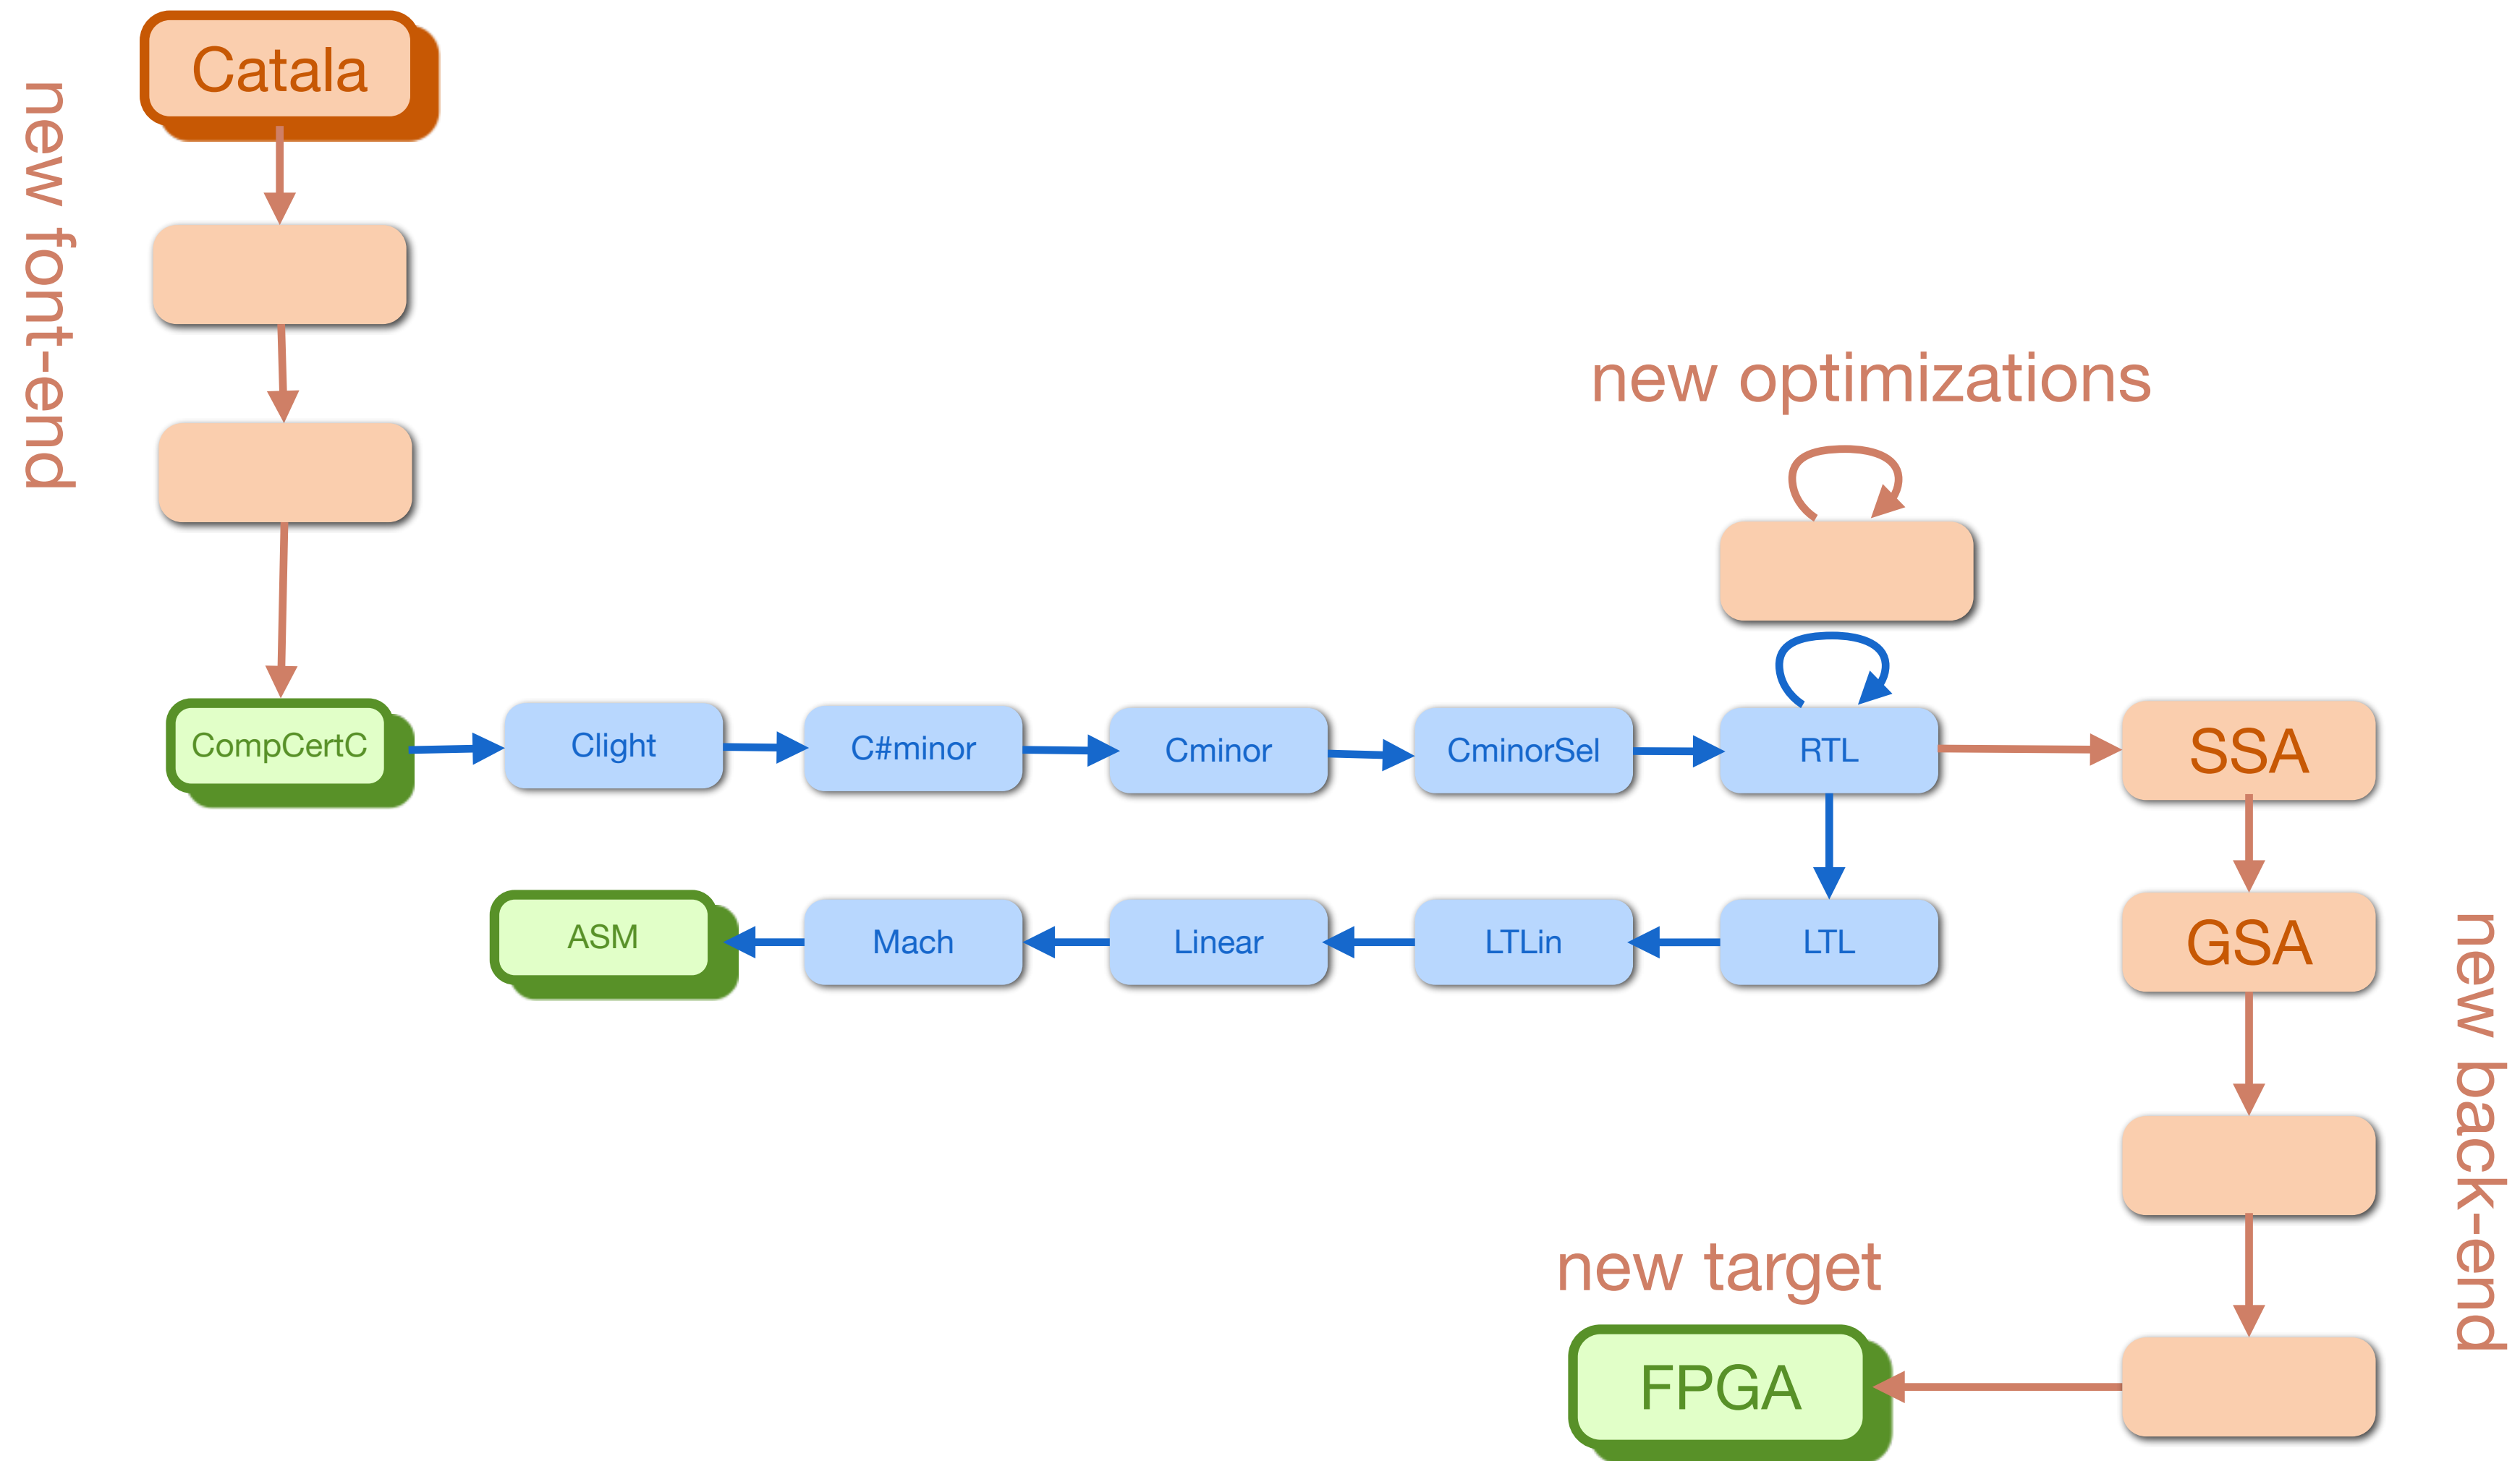 Catala
new font-end
new optimizations
CompCertC
Clight
C#minor
Cminor
CminorSel
RTL
SSA
ASM
Mach
Linear
LTLin
LTL
GSA
new back-end
new target
FPGA